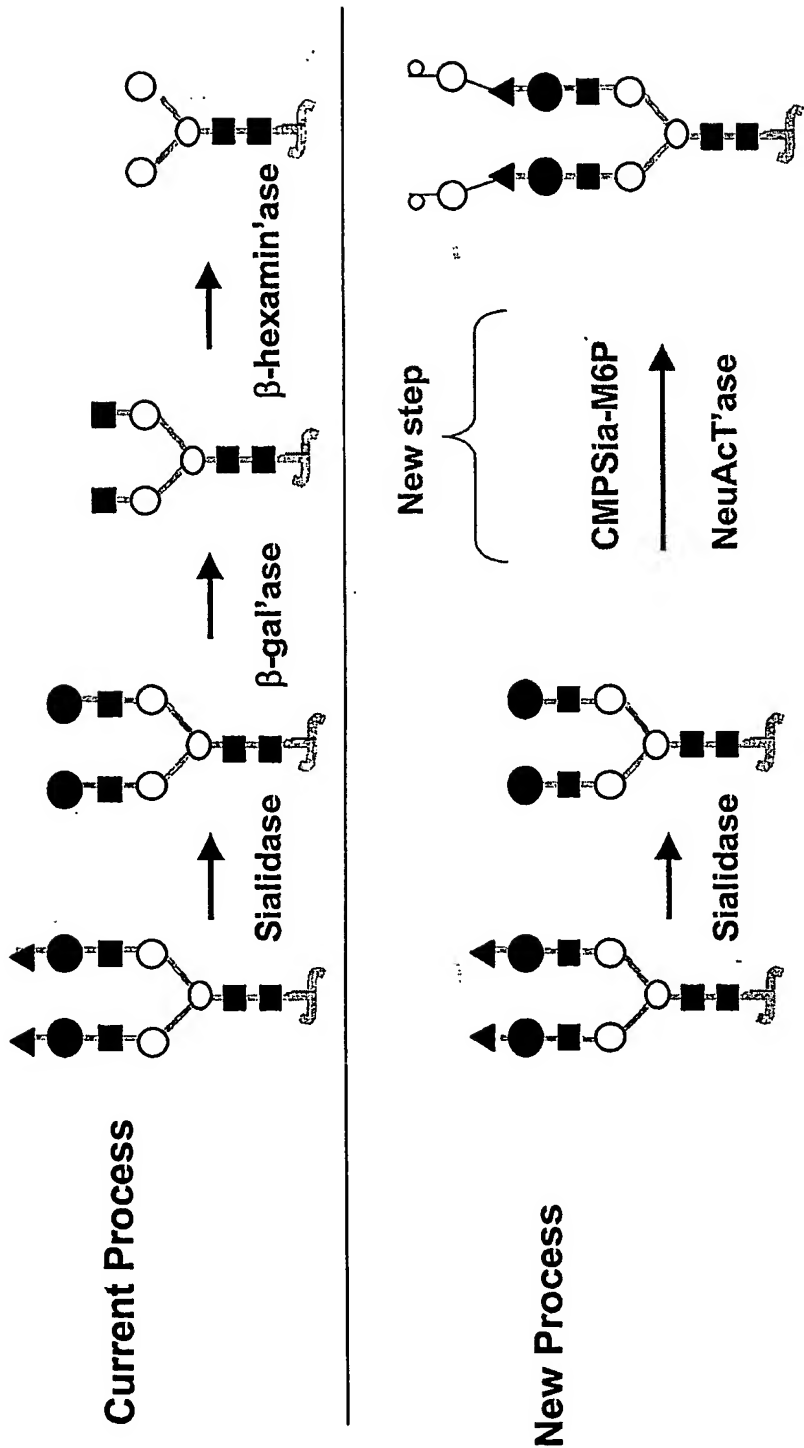 Current Process
Sialidase
β-gal'ase
β-hexamin'ase
New Process
Sialidase
New step
CMPSia-M6P
NeuAcT'ase